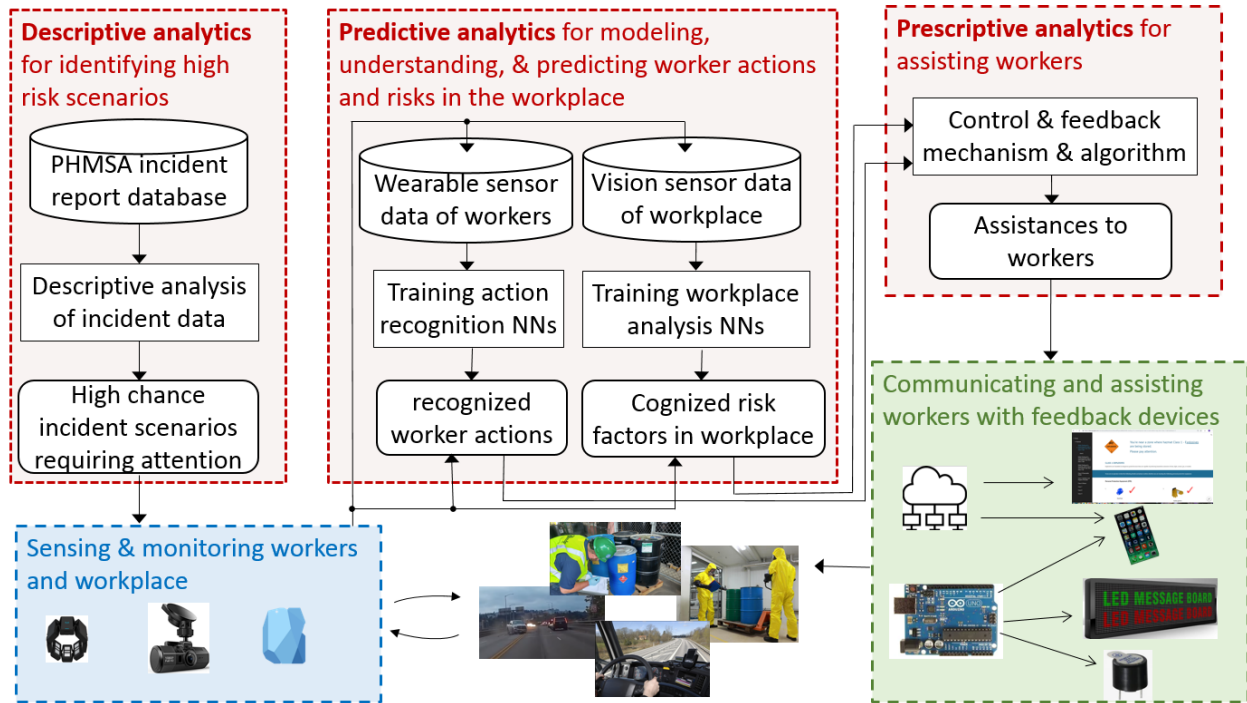 Descriptive analytics
for identifying high
risk scenarios
PHMSA incident
report database
Descriptive analysis
of incident data
High chance
incident scenarios
requiring attention
Predictive analytics for modeling,
understanding, & predicting worker actions
and risks in the workplace
Wearable sensor
data of workers
Vision sensor data
of workplace
Training action
recognition NNs
Training workplace
analysis NNs
recognized
worker actions
Cognized risk
factors in workplace
Prescriptive analytics for
assisting workers
Control & feedback
mechanism & algorithm
Assistances to
workers
Sensing & monitoring workers
and workplace
Communicating and assisting
workers with feedback devices
ARDUINO
UNO
LED MESSAGE BOARD
LED MESSAGE BOARD